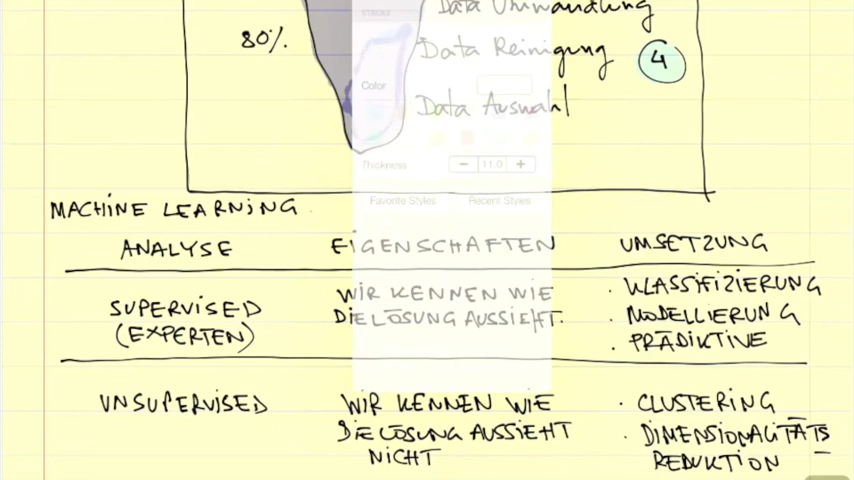 Data Umwandlung
80%
Data Reinigung 4
Color
Data Auswahl
Thickness − 11.0 +
Favorite Styles Recent Styles
MACHINE LEARNING
ANALYSE EIGENSCHAFTEN UMSETZUNG
SUPERVISED (EXPERTEN)
WIR KENNEN WIE
DIE LÖSUNG AUSSIEHT.
· KLASSIFIZIERUNG
· MODELLIERUNG
· PRÄDIKTIVE
UNSUPERVISED
WIR KENNEN WIE
DIE LÖSUNG AUSSIEHT
NICHT
· CLUSTERING
· DIMENSIONALITÄTS
REDUKTION